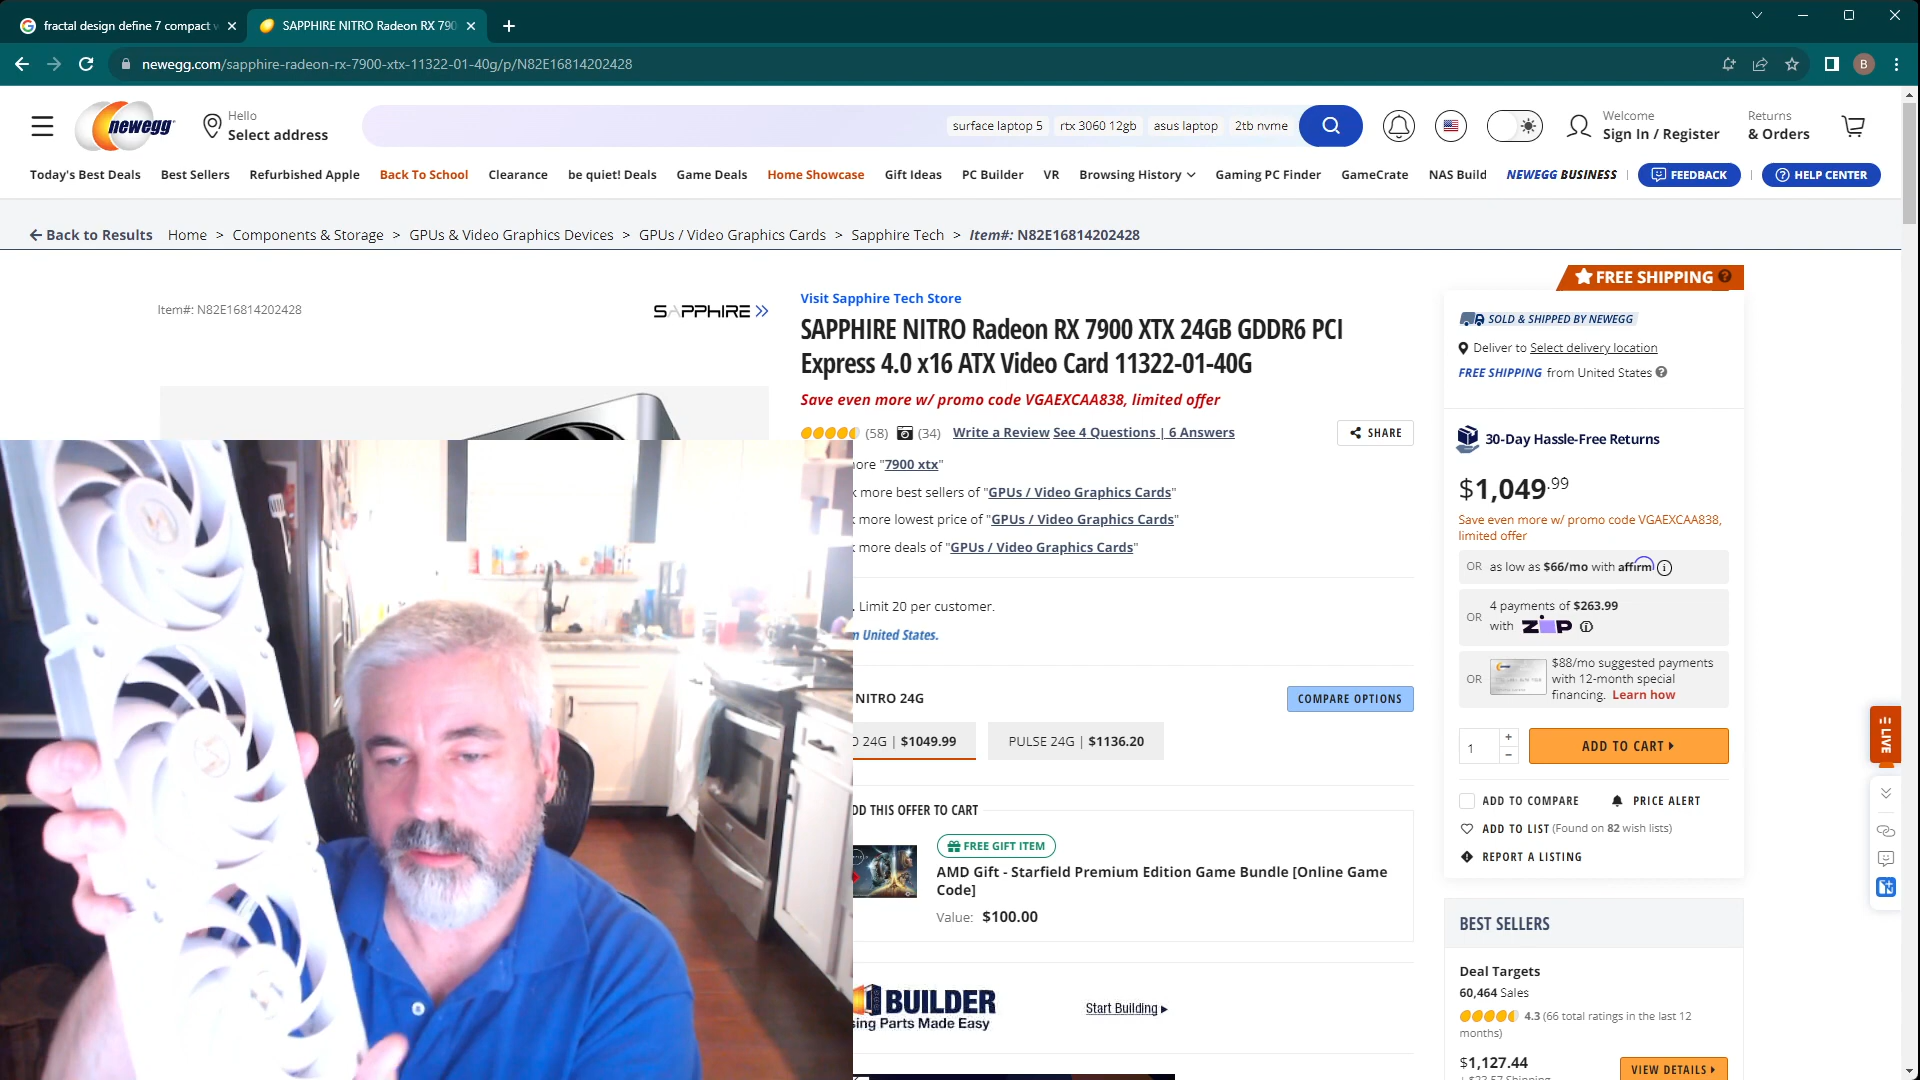 fractal design define 7 compact
SAPPHIRE NITRO Radeon RX 790
newegg.com/sapphire-radeon-rx-7900-xtx-11322-01-40g/p/N82E16814202428
B
newegg
Hello
Select address
surface laptop 5
rtx 3060 12gb
asus laptop
2tb nvme
Welcome
Sign In / Register
Returns
& Orders
Today's Best Deals
Best Sellers
Refurbished Apple
Back To School
Clearance
be quiet! Deals
Game Deals
Home Showcase
Gift Ideas
PC Builder
VR
Browsing History
Gaming PC Finder
GameCrate
NAS Build
NEWEGG BUSINESS
FEEDBACK
HELP CENTER
Back to Results
Home > Components & Storage > GPUs & Video Graphics Devices > GPUs / Video Graphics Cards > Sapphire Tech > Item#: N82E16814202428
Item#: N82E16814202428
SAPPHIRE
Visit Sapphire Tech Store
SAPPHIRE NITRO Radeon RX 7900 XTX 24GB GDDR6 PCI
Express 4.0 x16 ATX Video Card 11322-01-40G
Save even more w/ promo code VGAEXCAA838, limited offer
(58) (34) Write a Review See 4 Questions | 6 Answers
SHARE
ore "7900 xtx"
more best sellers of "GPUs / Video Graphics Cards"
more lowest price of "GPUs / Video Graphics Cards"
more deals of "GPUs / Video Graphics Cards"
. Limit 20 per customer.
m United States.
NITRO 24G
COMPARE OPTIONS
O 24G | $1049.99
PULSE 24G | $1136.20
DD THIS OFFER TO CART
FREE GIFT ITEM
AMD Gift - Starfield Premium Edition Game Bundle [Online Game
Code]
Value: $100.00
BUILDER
ing Parts Made Easy
Start Building
FREE SHIPPING
SOLD & SHIPPED BY NEWEGG
Deliver to Select delivery location
FREE SHIPPING from United States
30-Day Hassle-Free Returns
$1,049.99
Save even more w/ promo code VGAEXCAA838,
limited offer
OR as low as $66/mo with affirm
OR 4 payments of $263.99
with ZIP
OR $88/mo suggested payments
with 12-month special
financing. Learn how
1
ADD TO CART
ADD TO COMPARE
PRICE ALERT
ADD TO LIST (Found on 82 wish lists)
REPORT A LISTING
LIVE
BEST SELLERS
Deal Targets
60,464 Sales
4.3 (66 total ratings in the last 12
months)
$1,127.44
VIEW DETAILS